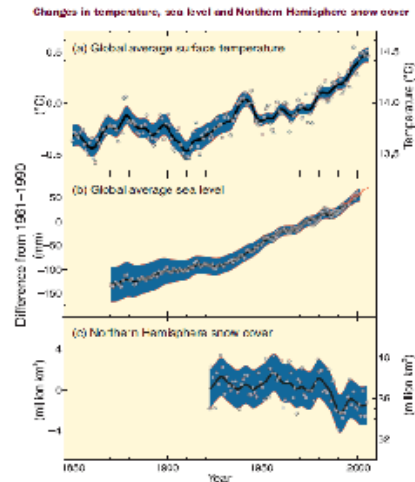 Changes in temperature, sea level and Northern Hemisphere snow cover
(a) Global average surface temperature
0.5
0.0
-0.5
(°C)
14.5
14.0
13.5
Temperature (°C)
(b) Global average sea level
50
0
-50
-100
-150
(mm)
Difference from 1961–1990
(c) Northern Hemisphere snow cover
4
0
-4
(million km²)
40
36
32
(million km²)
1850
1900
1950
2000
Year